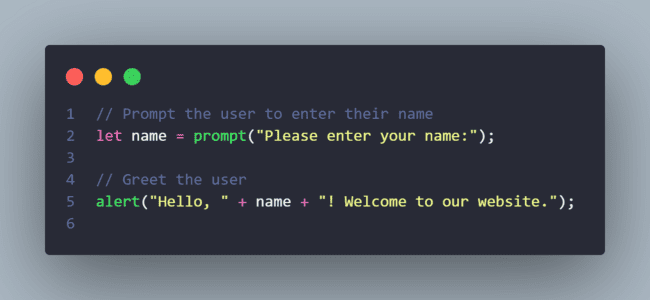 1 // Prompt the user to enter their name
2 let name = prompt("Please enter your name:");
3
4 // Greet the user
5 alert("Hello, " + name + "! Welcome to our website.");
6